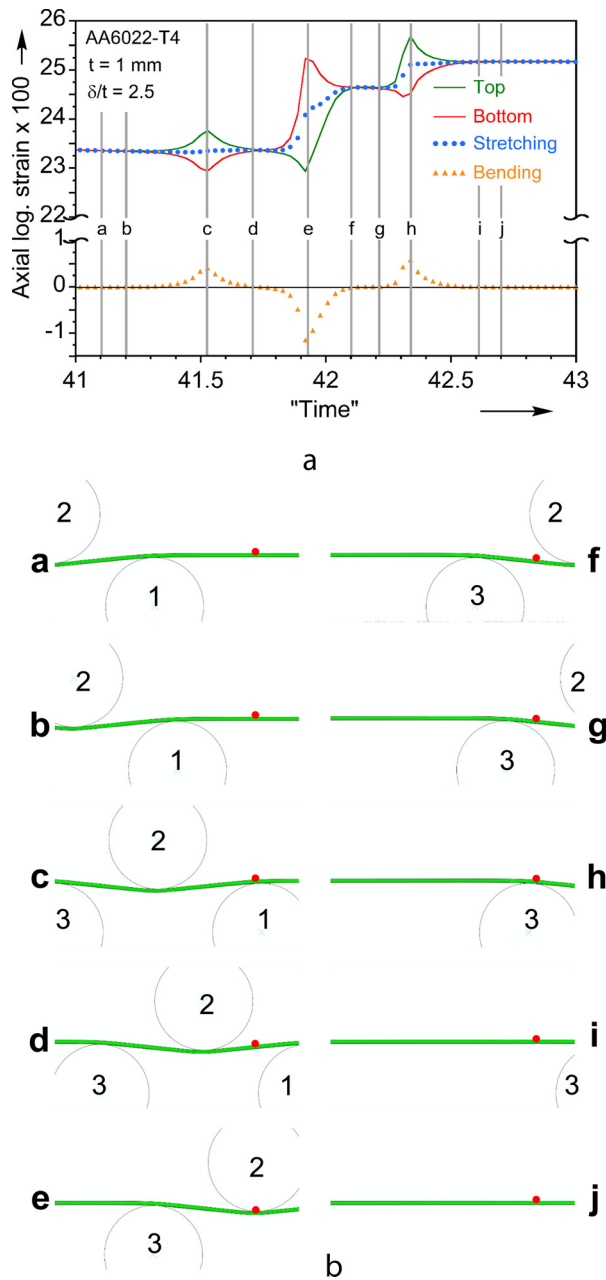 26
25
24
23
22
1
0
-1
Axial log. strain x 100
AA6022-T4
t = 1 mm
δ/t = 2.5
Top
Bottom
Stretching
Bending
a b c d e f g h i j
41 41.5 42 42.5 43
"Time"
a
2
a
1
2
f
3
2
b
1
2
g
3
2
c
3
1
h
3
2
d
3
1
i
3
2
e
3
j
b